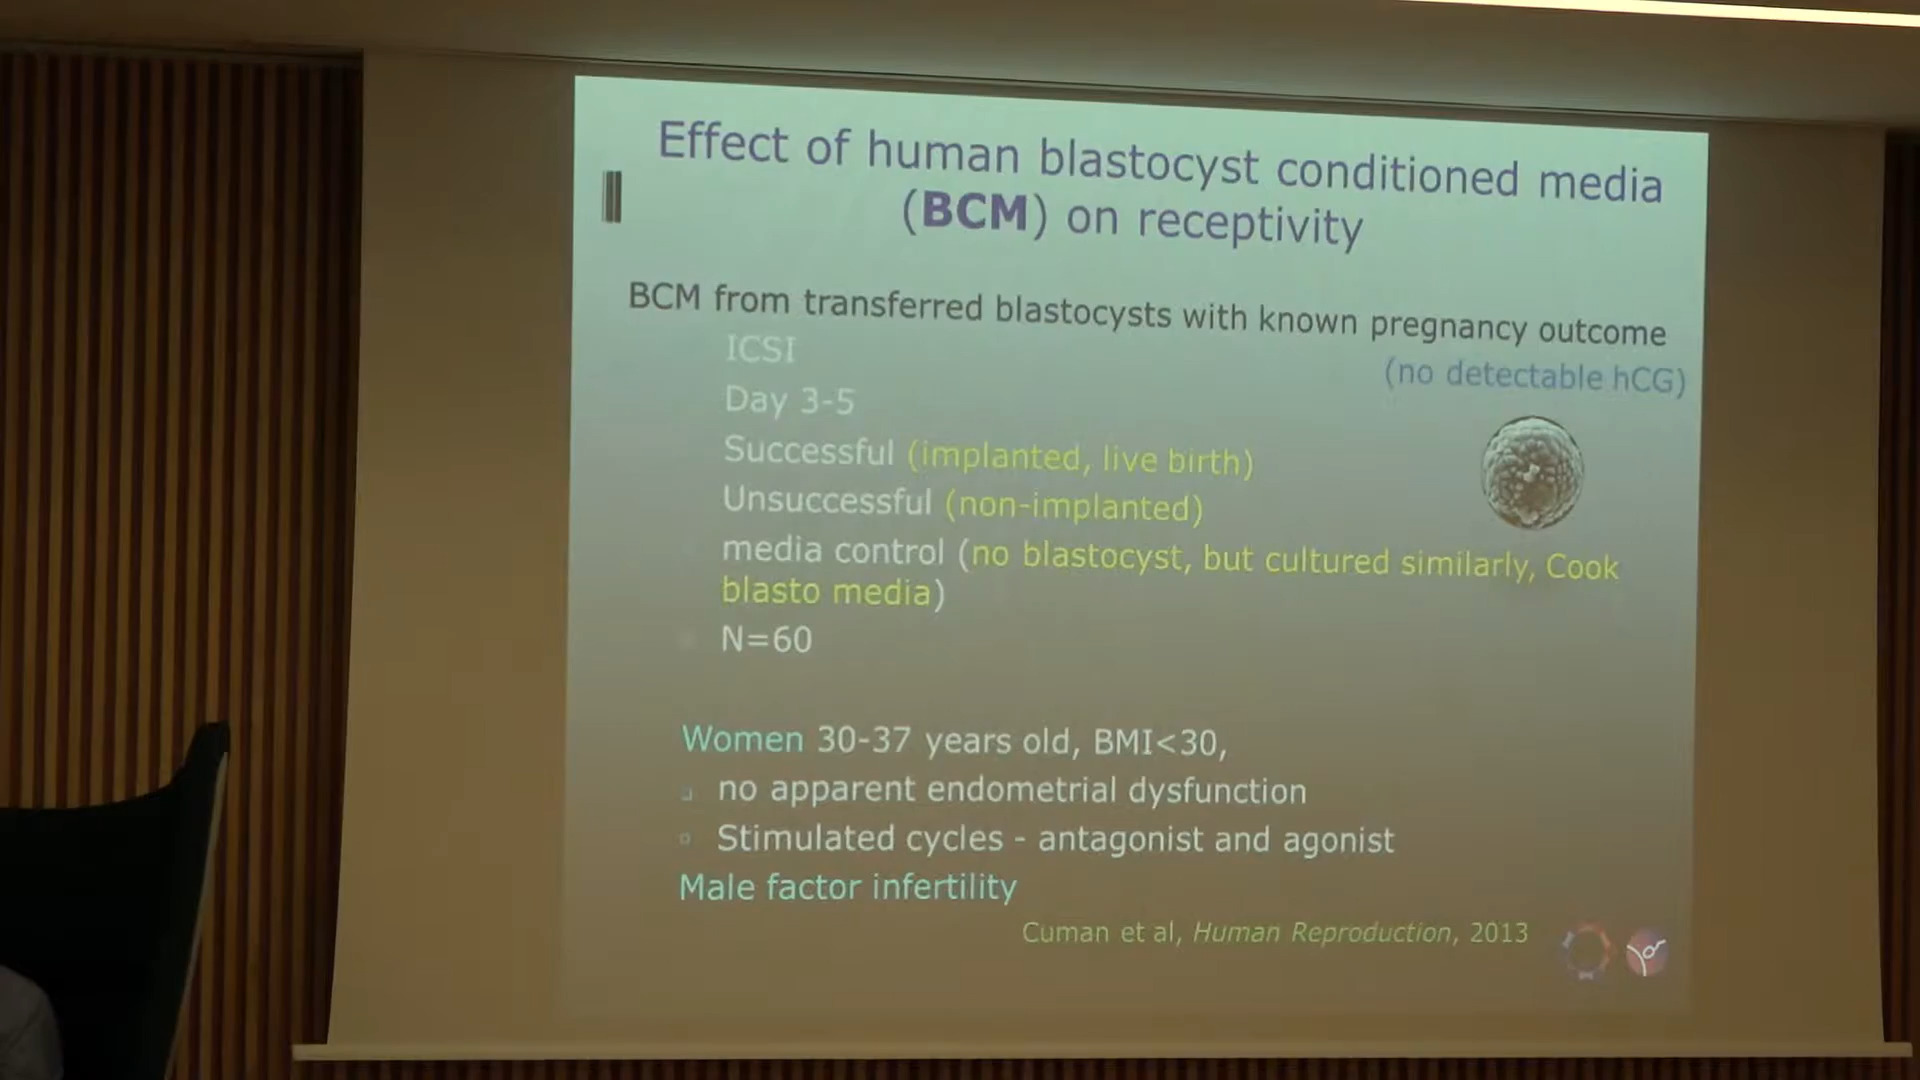 Effect of human blastocyst conditioned media
(BCM) on receptivity
BCM from transferred blastocysts with known pregnancy outcome
(no detectable hCG)
ICSI
Day 3-5
Successful (implanted, live birth)
Unsuccessful (non-implanted)
media control (no blastocyst, but cultured similarly, Cook
blasto media)
N=60
Women 30-37 years old, BMI<30,
no apparent endometrial dysfunction
Stimulated cycles - antagonist and agonist
Male factor infertility
Cuman et al, Human Reproduction, 2013